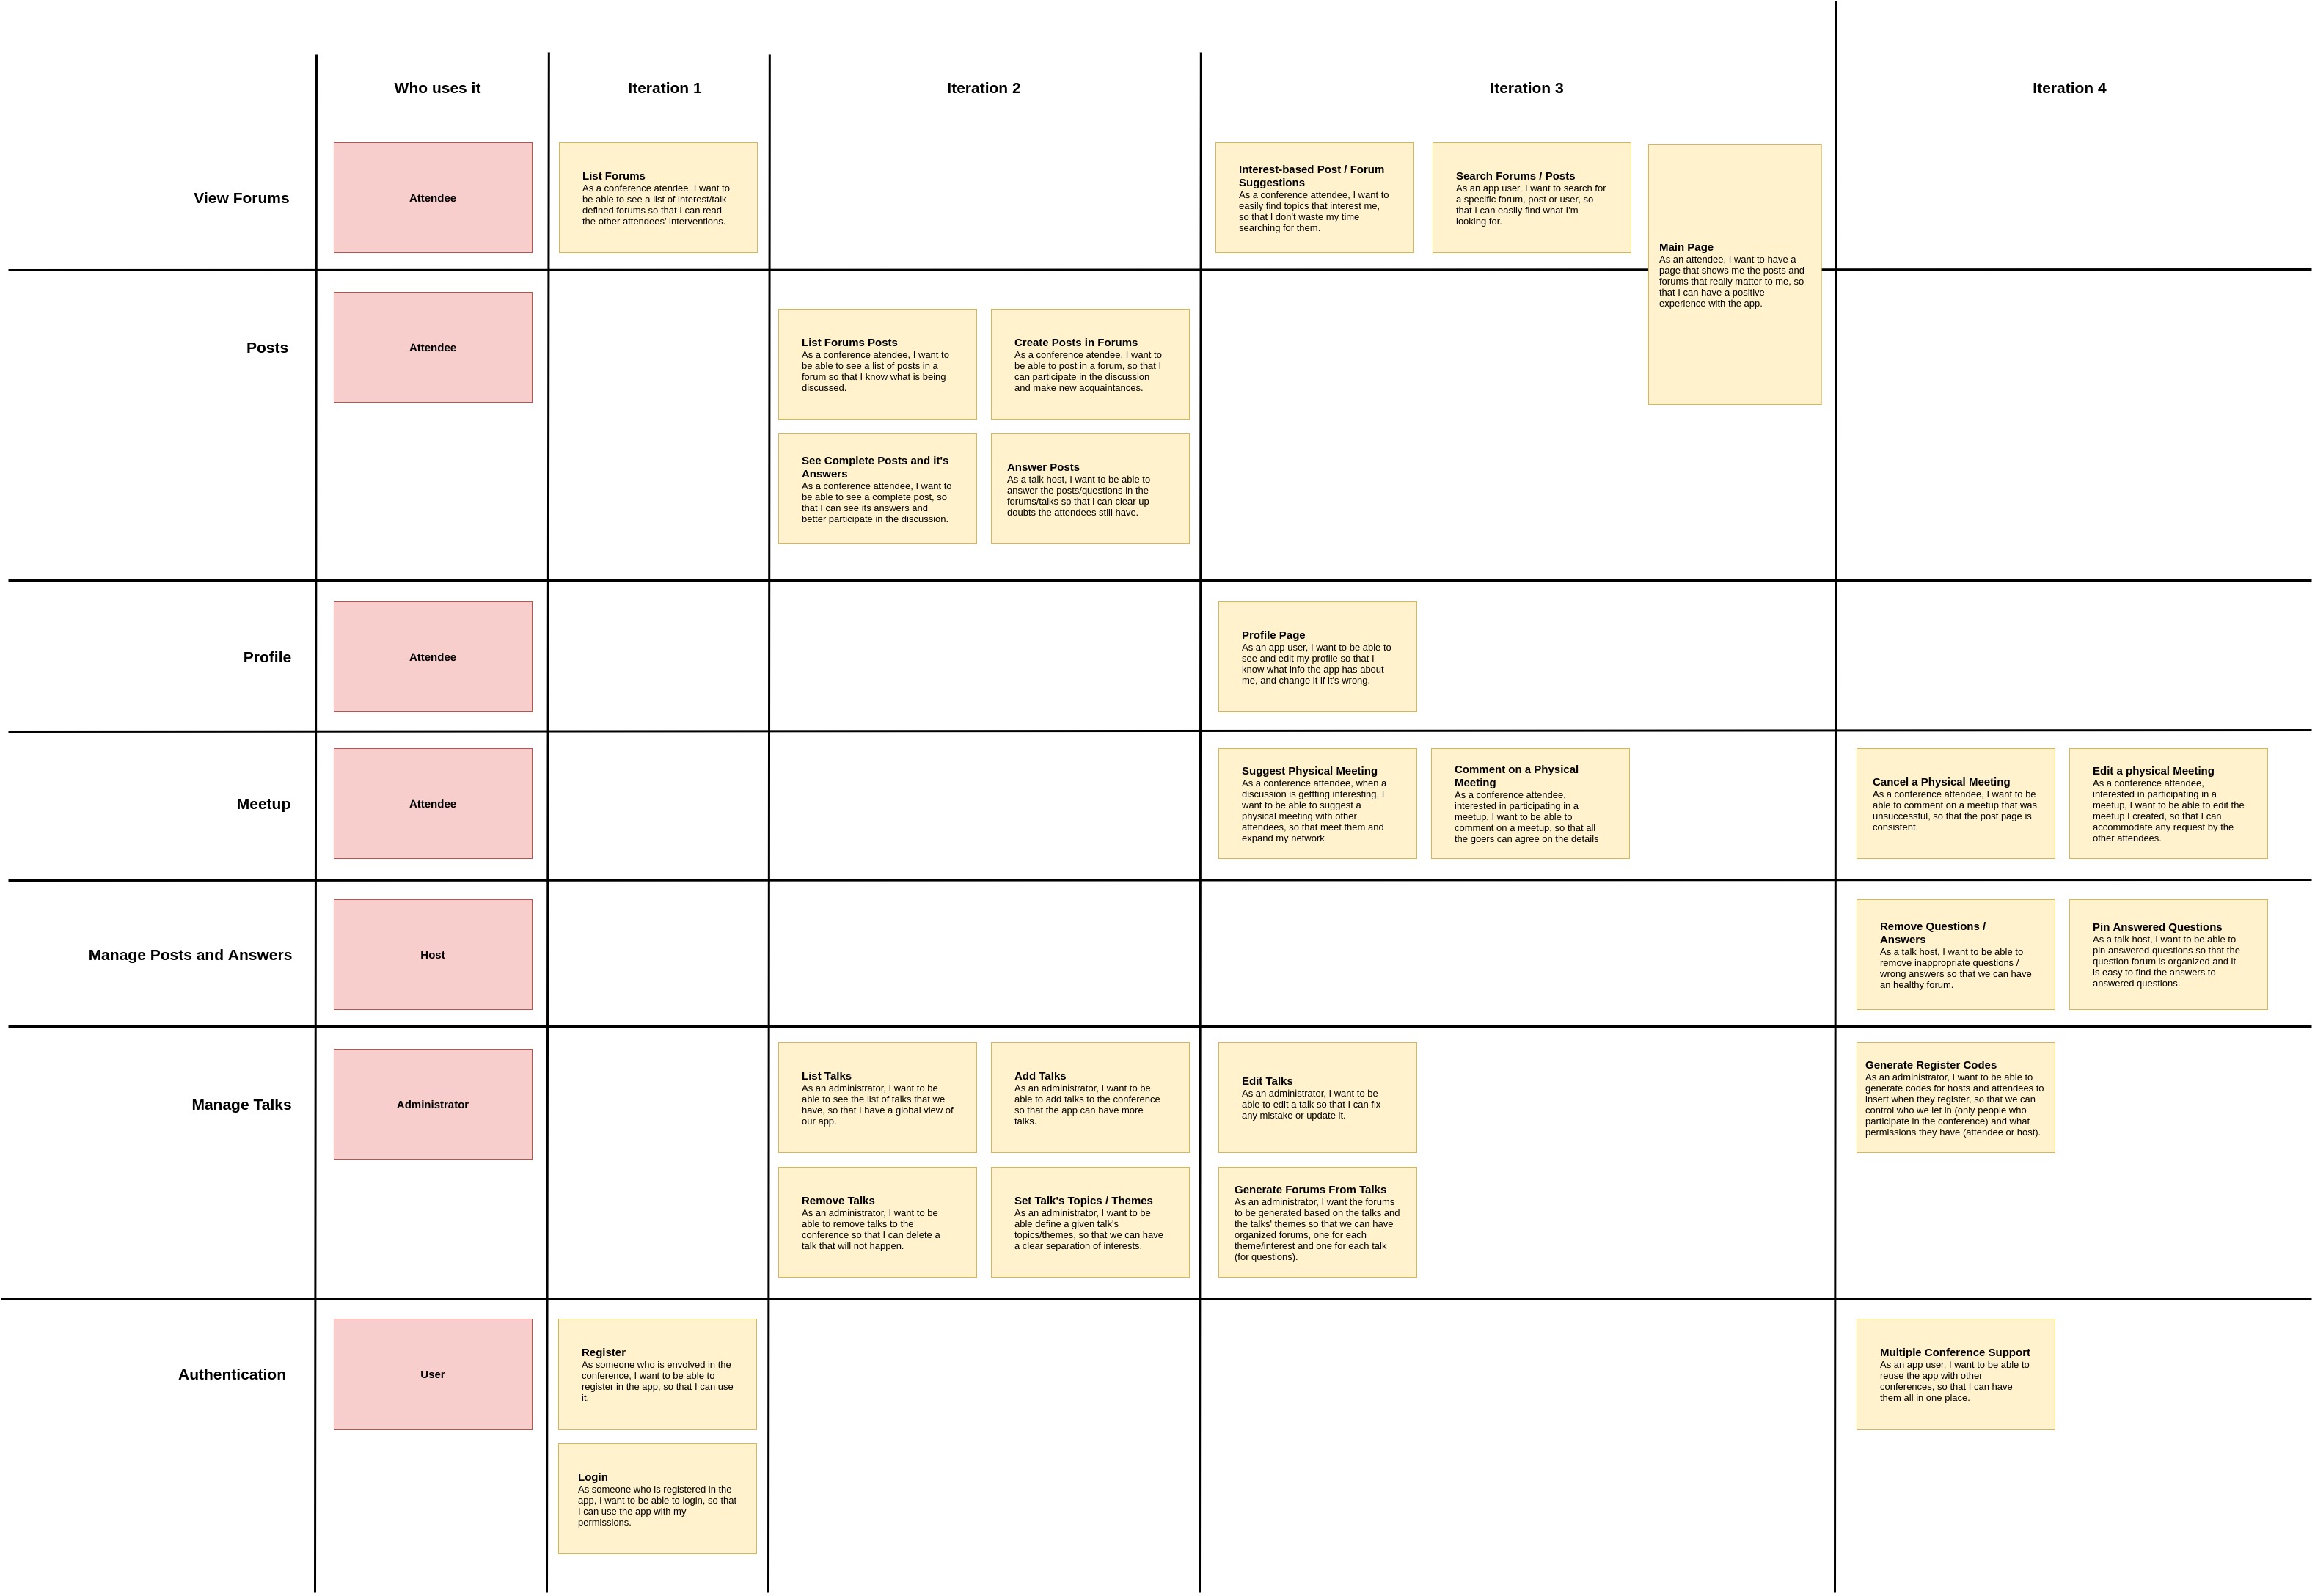 Who uses it
Iteration 1
Iteration 2
Iteration 3
Iteration 4
View Forums
Attendee
List Forums
As a conference atendee, I want to
be able to see a list of interest/talk
defined forums so that I can read
the other attendees' interventions.
Interest-based Post / Forum
Suggestions
As a conference attendee, I want to
easily find topics that interest me,
so that I don't waste my time
searching for them.
Search Forums / Posts
As an app user, I want to search for
a specific forum, post or user, so
that I can easily find what I'm
looking for.
Main Page
As an attendee, I want to have a
page that shows me the posts and
forums that really matter to me, so
that I can have a positive
experience with the app.
Posts
Attendee
List Forums Posts
As a conference atendee, I want to
be able to see a list of posts in a
forum so that I know what is being
discussed.
Create Posts in Forums
As a conference atendee, I want to
be able to post in a forum, so that I
can participate in the discussion
and make new acquaintances.
See Complete Posts and it's
Answers
As a conference attendee, I want to
be able to see a complete post, so
that I can see its answers and
better participate in the discussion.
Answer Posts
As a talk host, I want to be able to
answer the posts/questions in the
forums/talks so that i can clear up
doubts the attendees still have.
Profile
Attendee
Profile Page
As an app user, I want to be able to
see and edit my profile so that I
know what info the app has about
me, and change it if it's wrong.
Meetup
Attendee
Suggest Physical Meeting
As a conference attendee, when a
discussion is gettting interesting, I
want to be able to suggest a
physical meeting with other
attendees, so that meet them and
expand my network
Comment on a Physical
Meeting
As a conference attendee,
interested in participating in a
meetup, I want to be able to
comment on a meetup, so that all
the goers can agree on the details
Cancel a Physical Meeting
As a conference attendee, I want to be
able to comment on a meetup that was
unsuccessful, so that the post page is
consistent.
Edit a physical Meeting
As a conference attendee,
interested in participating in a
meetup, I want to be able to edit the
meetup I created, so that I can
accommodate any request by the
other attendees.
Manage Posts and Answers
Host
Remove Questions /
Answers
As a talk host, I want to be able to
remove inappropriate questions /
wrong answers so that we can have
an healthy forum.
Pin Answered Questions
As a talk host, I want to be able to
pin answered questions so that the
question forum is organized and it
is easy to find the answers to
answered questions.
Manage Talks
Administrator
List Talks
As an administrator, I want to be
able to see the list of talks that we
have, so that I have a global view of
our app.
Add Talks
As an administrator, I want to be
able to add talks to the conference
so that the app can have more
talks.
Edit Talks
As an administrator, I want to be
able to edit a talk so that I can fix
any mistake or update it.
Generate Register Codes
As an administrator, I want to be able to
generate codes for hosts and attendees to
insert when they register, so that we can
control who we let in (only people who
participate in the conference) and what
permissions they have (attendee or host).
Remove Talks
As an administrator, I want to be
able to remove talks to the
conference so that I can delete a
talk that will not happen.
Set Talk's Topics / Themes
As an administrator, I want to be
able define a given talk's
topics/themes, so that we can have
a clear separation of interests.
Generate Forums From Talks
As an administrator, I want the forums
to be generated based on the talks and
the talks' themes so that we can have
organized forums, one for each
theme/interest and one for each talk
(for questions).
Authentication
User
Register
As someone who is envolved in the
conference, I want to be able to
register in the app, so that I can use
it.
Multiple Conference Support
As an app user, I want to be able to
reuse the app with other
conferences, so that I can have
them all in one place.
Login
As someone who is registered in the
app, I want to be able to login, so that
I can use the app with my
permissions.